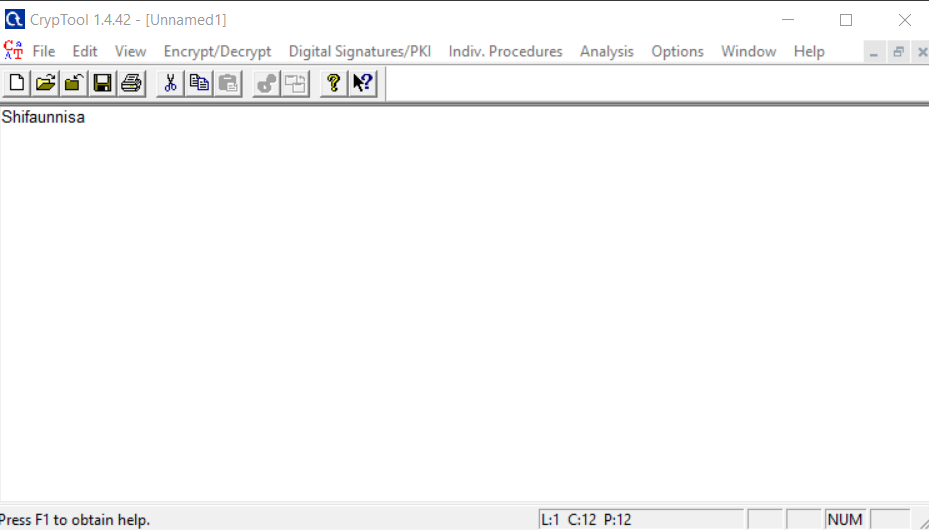 CrypTool 1.4.42 - [Unnamed1]
File Edit View Encrypt/Decrypt Digital Signatures/PKI Indiv. Procedures Analysis Options Window Help
Shifaunnisa
Press F1 to obtain help. L:1 C:12 P:12 NUM